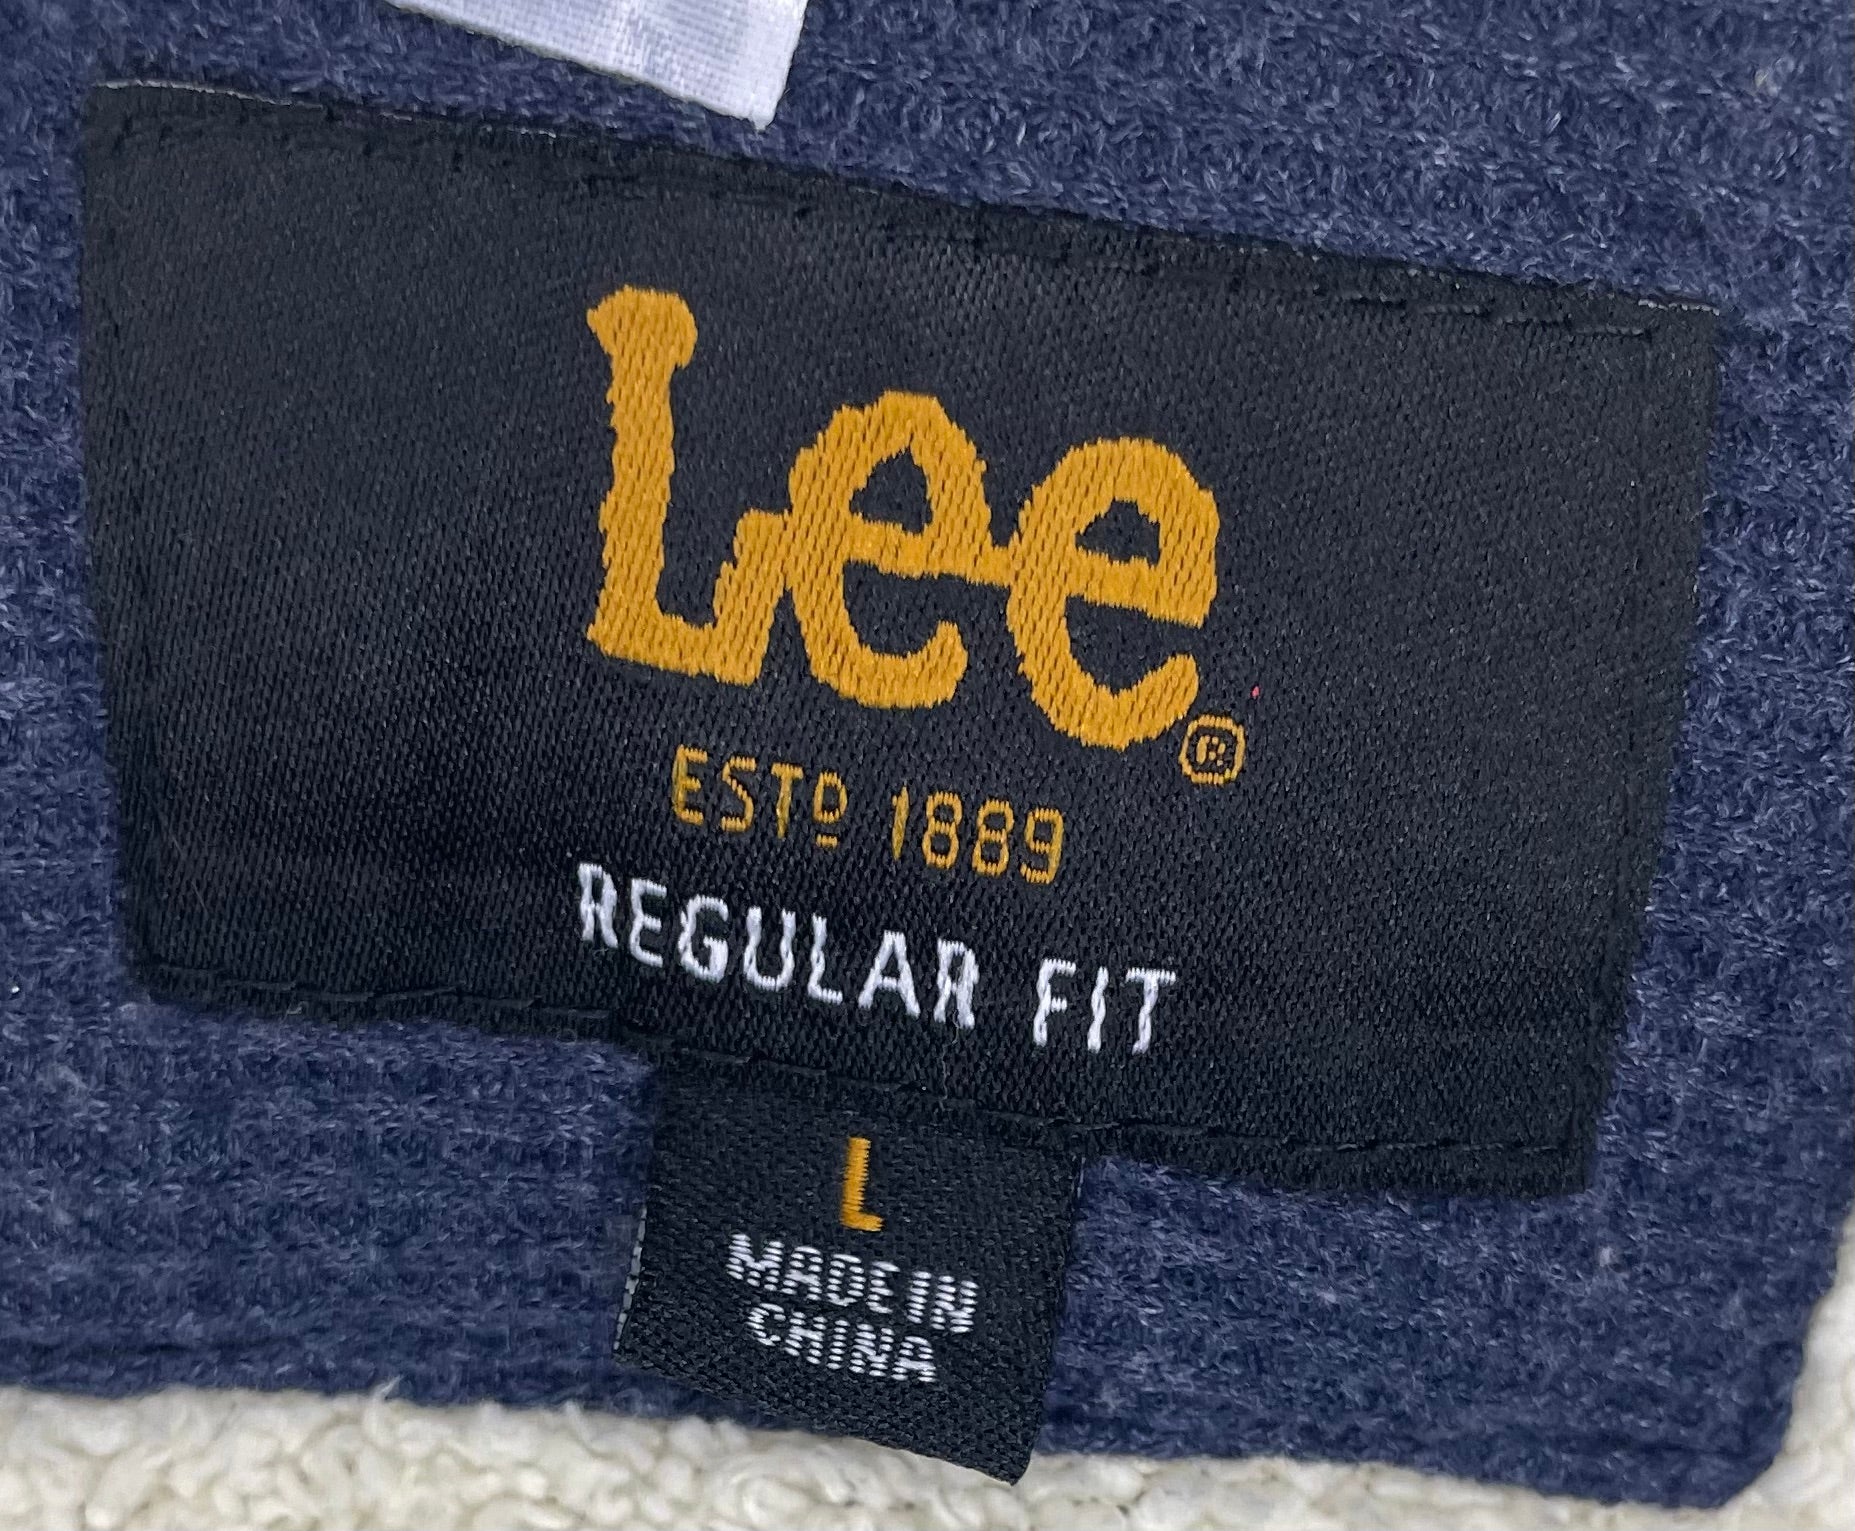 Lee®
ESTD 1889
REGULAR FIT
L
MADE IN
CHINA